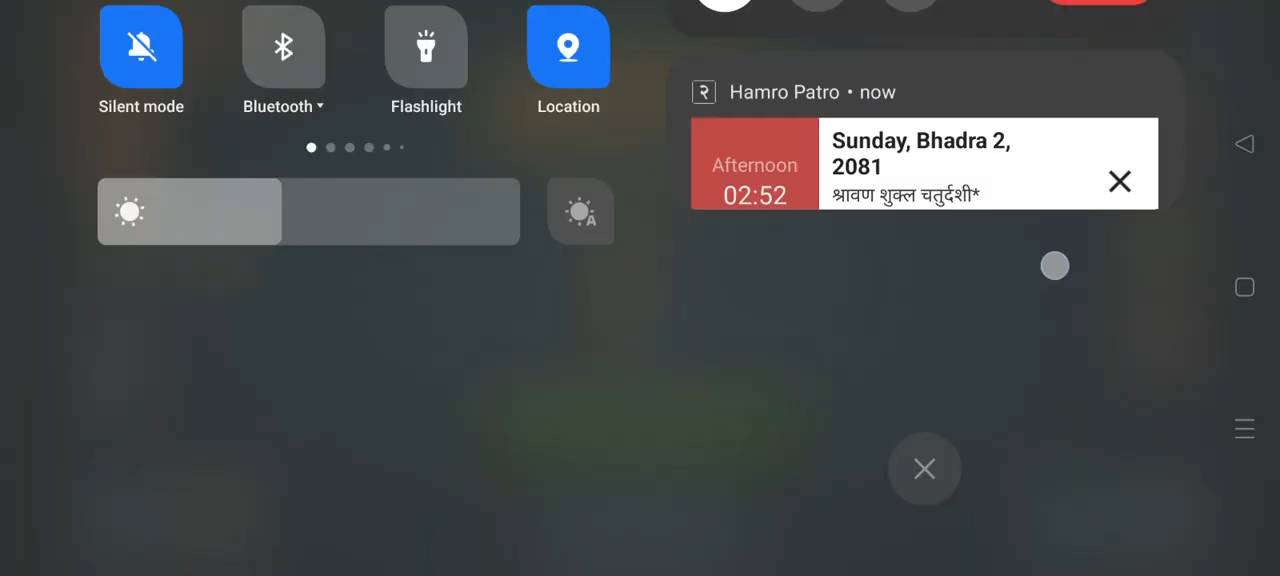 Silent mode
Bluetooth
Flashlight
Location
Hamro Patro • now
Afternoon
02:52
Sunday, Bhadra 2,
2081
श्रावण शुक्ल चतुर्दशी*